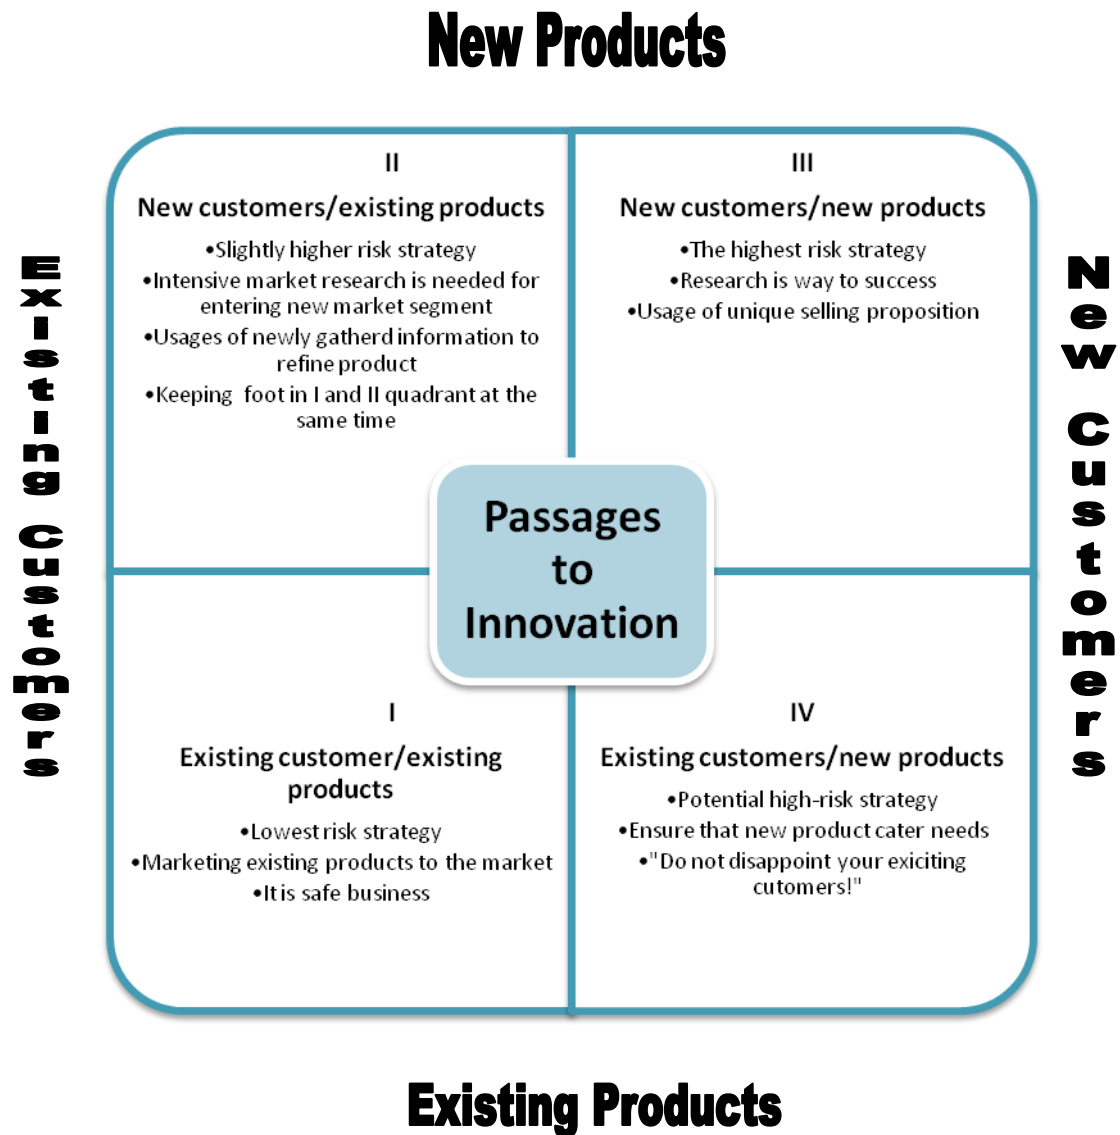 New Products
Existing Customers
II
New customers/existing products
•Slightly higher risk strategy
•Intensive market research is needed for
entering new market segment
•Usages of newly gatherd information to
refine product
•Keeping foot in I and II quadrant at the
same time
III
New customers/new products
•The highest risk strategy
•Research is way to success
•Usage of unique selling proposition
New Customers
Passages
to
Innovation
I
Existing customer/existing
products
•Lowest risk strategy
•Marketing existing products to the market
•It is safe business
IV
Existing customers/new products
•Potential high-risk strategy
•Ensure that new product cater needs
•"Do not disappoint your exiciting
cutomers!"
Existing Products